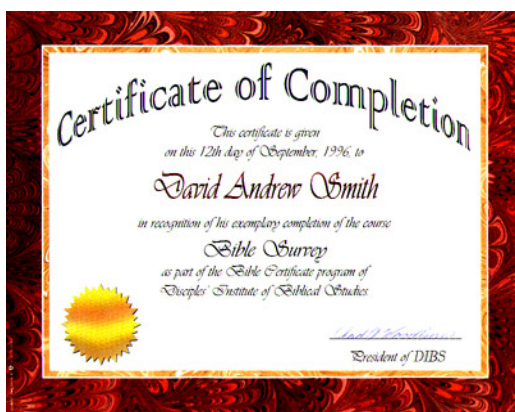 Certificate of Completion
This certificate is given
on this 12th day of September, 1996, to
David Andrew Smith
in recognition of his exemplary completion of the course
Bible Survey
as part of the Bible Certificate program of
Disciples' Institute of Biblical Studies
President of DIBS